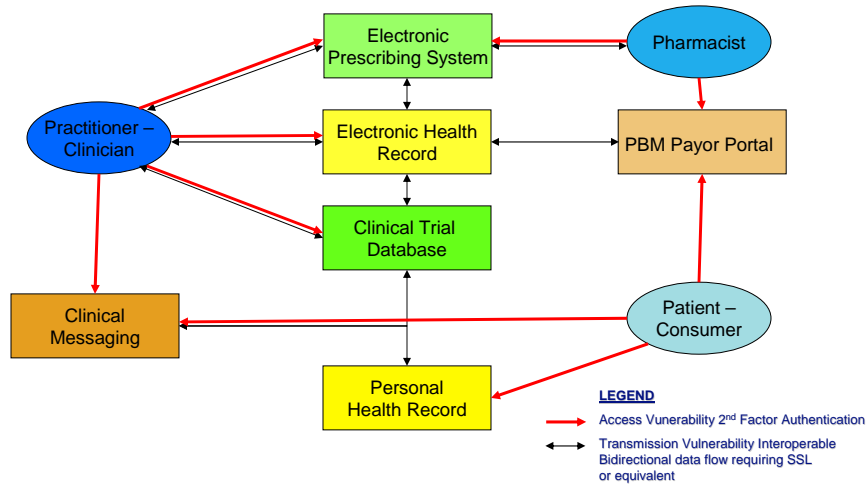 Electronic
Prescribing System
Pharmacist
Practitioner –
Clinician
Electronic Health
Record
PBM Payor Portal
Clinical Trial
Database
Clinical
Messaging
Patient –
Consumer
Personal
Health Record
LEGEND
Access Vunerability 2nd Factor Authentication
Transmission Vulnerability Interoperable
Bidirectional data flow requiring SSL
or equivalent